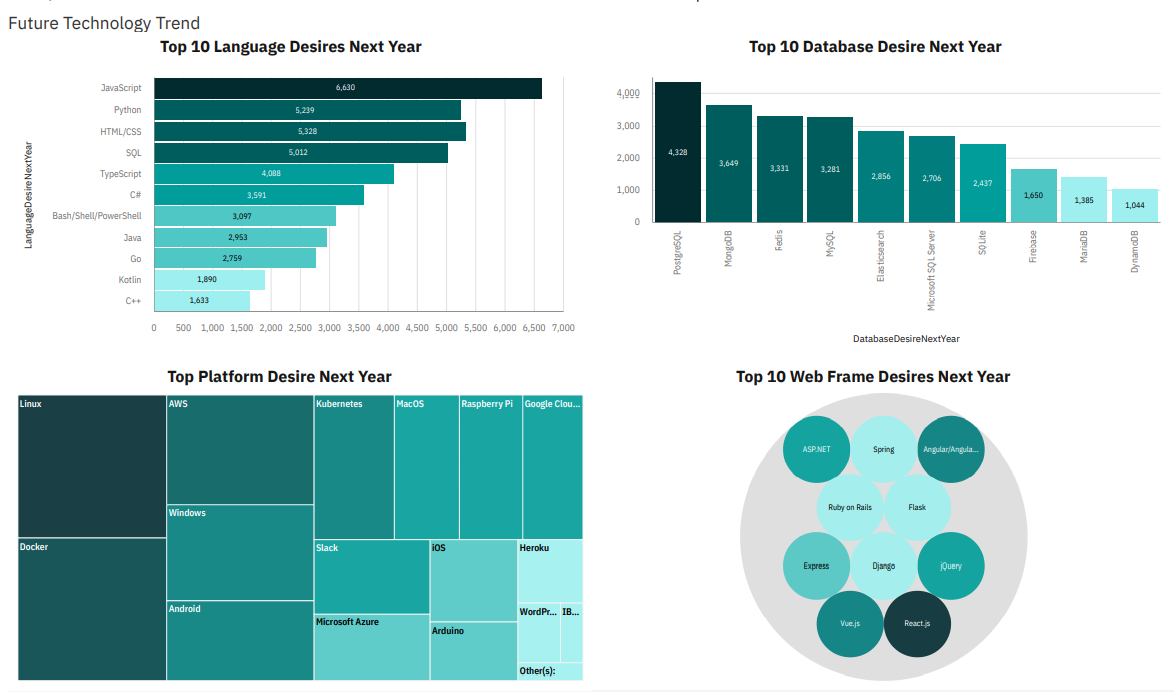 Future Technology Trend
Top 10 Language Desires Next Year
LanguageDesireNextYear
JavaScript 6,630
Python 5,239
HTML/CSS 5,328
SQL 5,012
TypeScript 4,088
C# 3,591
Bash/Shell/PowerShell 3,097
Java 2,953
Go 2,759
Kotlin 1,890
C++ 1,633
0 500 1,000 1,500 2,000 2,500 3,000 3,500 4,000 4,500 5,000 5,500 6,000 6,500 7,000
Top 10 Database Desire Next Year
4,000
3,000
2,000
1,000
0
4,328 3,649 3,331 3,281 2,856 2,706 2,437 1,650 1,385 1,044
PostgreSQL MongoDB Redis MySQL Elasticsearch Microsoft SQL Server SQLite Firebase MariaDB DynamoDB
DatabaseDesireNextYear
Top Platform Desire Next Year
Linux
AWS
Kubernetes
MacOS
Raspberry Pi
Google Clou...
Windows
Docker
Slack
iOS
Heroku
Android
Microsoft Azure
Arduino
WordPr...
IB...
Other(s):
Top 10 Web Frame Desires Next Year
ASP.NET Spring Angular/Angula...
Ruby on Rails Flask
Express Django jQuery
Vue.js React.js